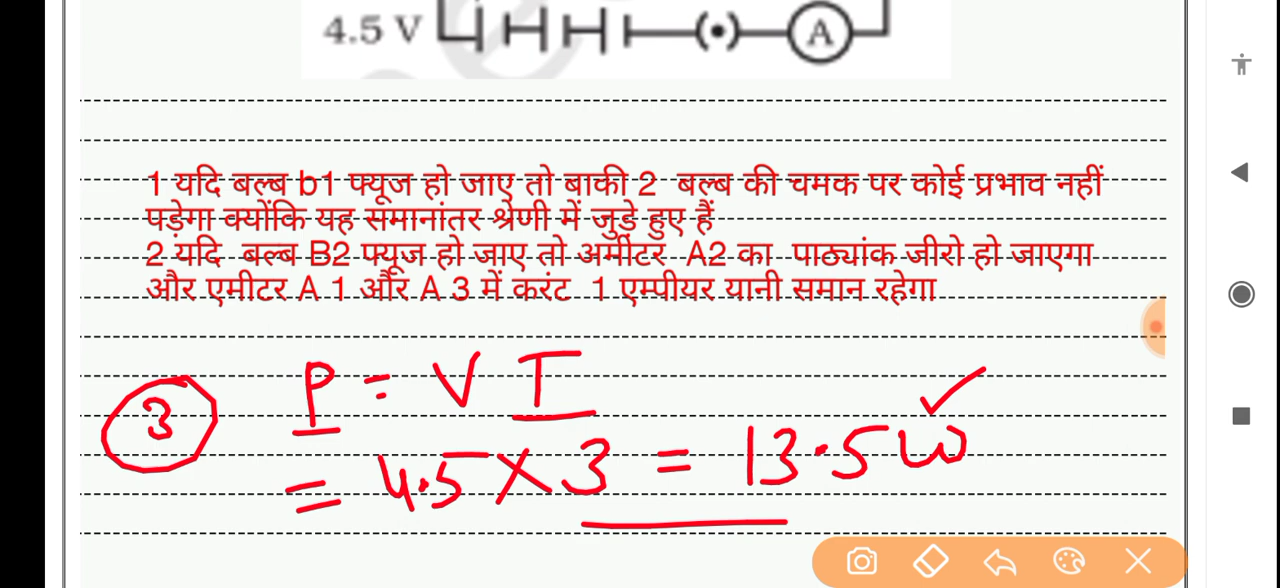 4.5 V A
1 यदि बल्ब b1 फ्यूज हो जाए तो बाकी 2 बल्ब की चमक पर कोई प्रभाव नहीं
पड़ेगा क्योंकि यह समानांतर श्रेणी में जुड़े हुए हैं
2 यदि बल्ब B2 फ्यूज हो जाए तो अमीटर A2 का पाठ्यांक जीरो हो जाएगा
और एमीटर A 1 और A 3 में करंट 1 एम्पीयर यानी समान रहेगा
3 P = V I
= 4.5 × 3 = 13.5 W